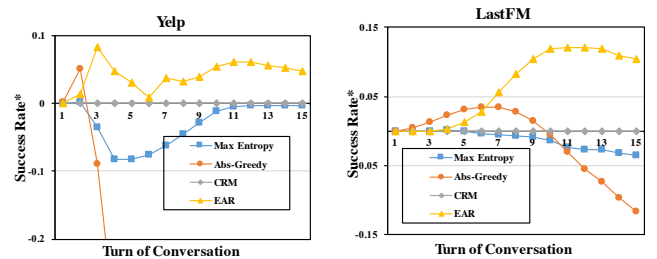 Yelp
Success Rate*
0.1
0
-0.1
-0.2
1 3 5 7 9 11 13 15
Max Entropy
Abs-Greedy
CRM
EAR
Turn of Conversation
LastFM
Success Rate*
0.15
0.05
-0.05
-0.15
1 3 5 7 9 11 13 15
Max Entropy
Abs-Greedy
CRM
EAR
Turn of Conversation